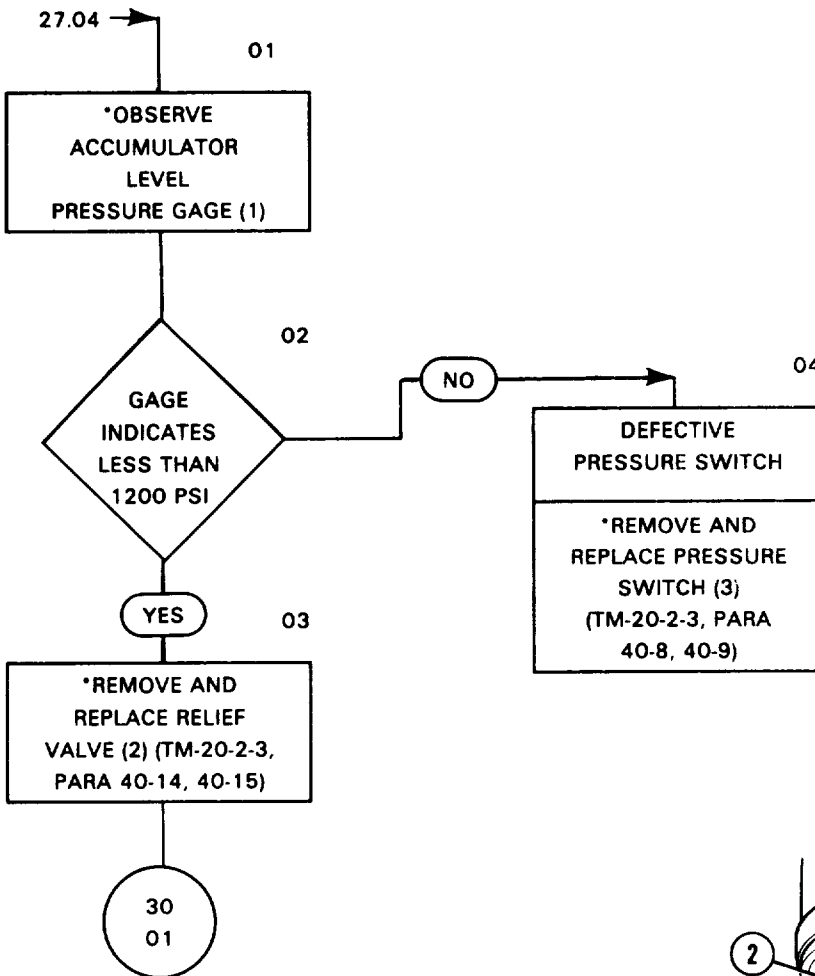 27.04
01
*OBSERVE
ACCUMULATOR
LEVEL
PRESSURE GAGE (1)
02
GAGE
INDICATES
LESS THAN
1200 PSI
NO
04
DEFECTIVE
PRESSURE SWITCH
*REMOVE AND
REPLACE PRESSURE
SWITCH (3)
(TM-20-2-3, PARA
40-8, 40-9)
YES
03
*REMOVE AND
REPLACE RELIEF
VALVE (2) (TM-20-2-3,
PARA 40-14, 40-15)
30
01
2